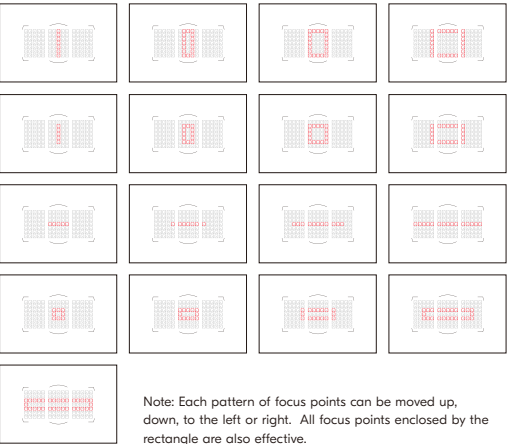 Note: Each pattern of focus points can be moved up,
down, to the left or right.  All focus points enclosed by the
rectangle are also effective.